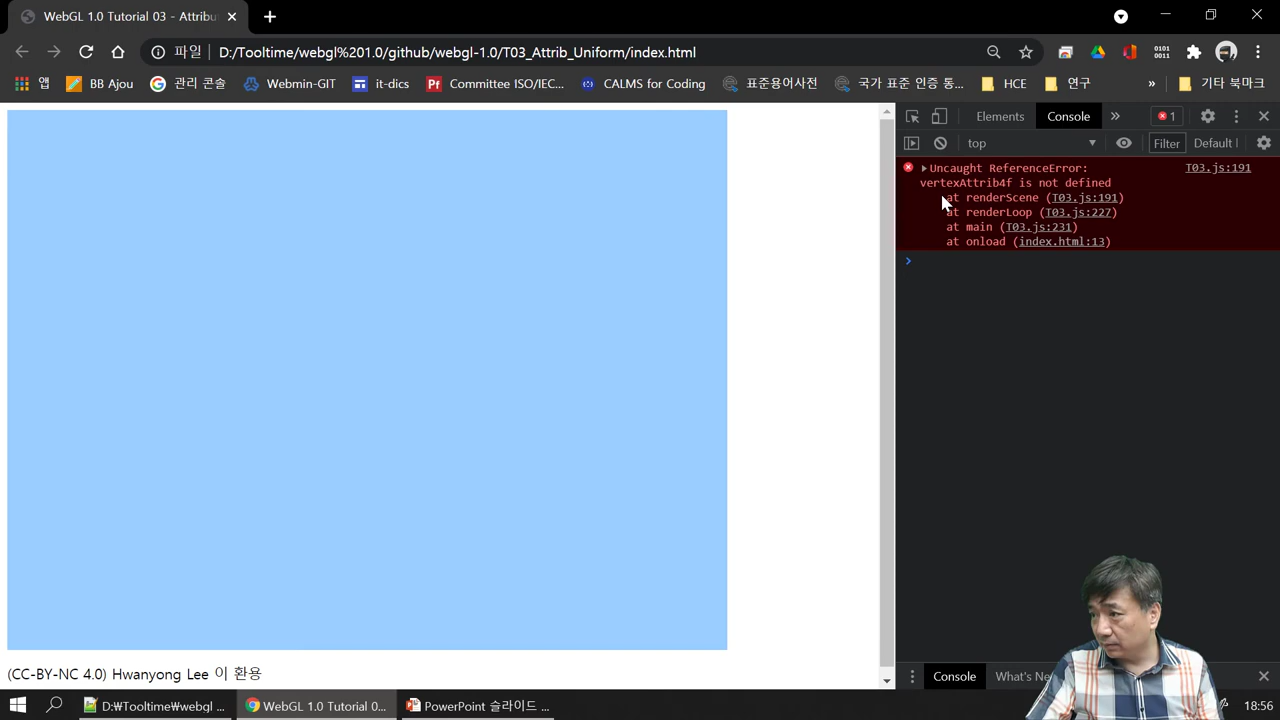 WebGL 1.0 Tutorial 03 - Attribu
파일 D:/Tooltime/webgl%201.0/github/webgl-1.0/T03_Attrib_Uniform/index.html
앱 BB Ajou 관리 콘솔 Webmin-GIT it-dics Committee ISO/IEC... CALMS for Coding 표준용어사전 국가 표준 인증 통... HCE 연구 » 기타 북마크
Elements Console » 1
top Filter Default
Uncaught ReferenceError: T03.js:191
vertexAttrib4f is not defined
at renderScene (T03.js:191)
at renderLoop (T03.js:227)
at main (T03.js:231)
at onload (index.html:13)
(CC-BY-NC 4.0) Hwanyong Lee 이 환용
Console What's Ne
D:₩Tooltime₩webgl ... WebGL 1.0 Tutorial 0... PowerPoint 슬라이드 ... 18:56